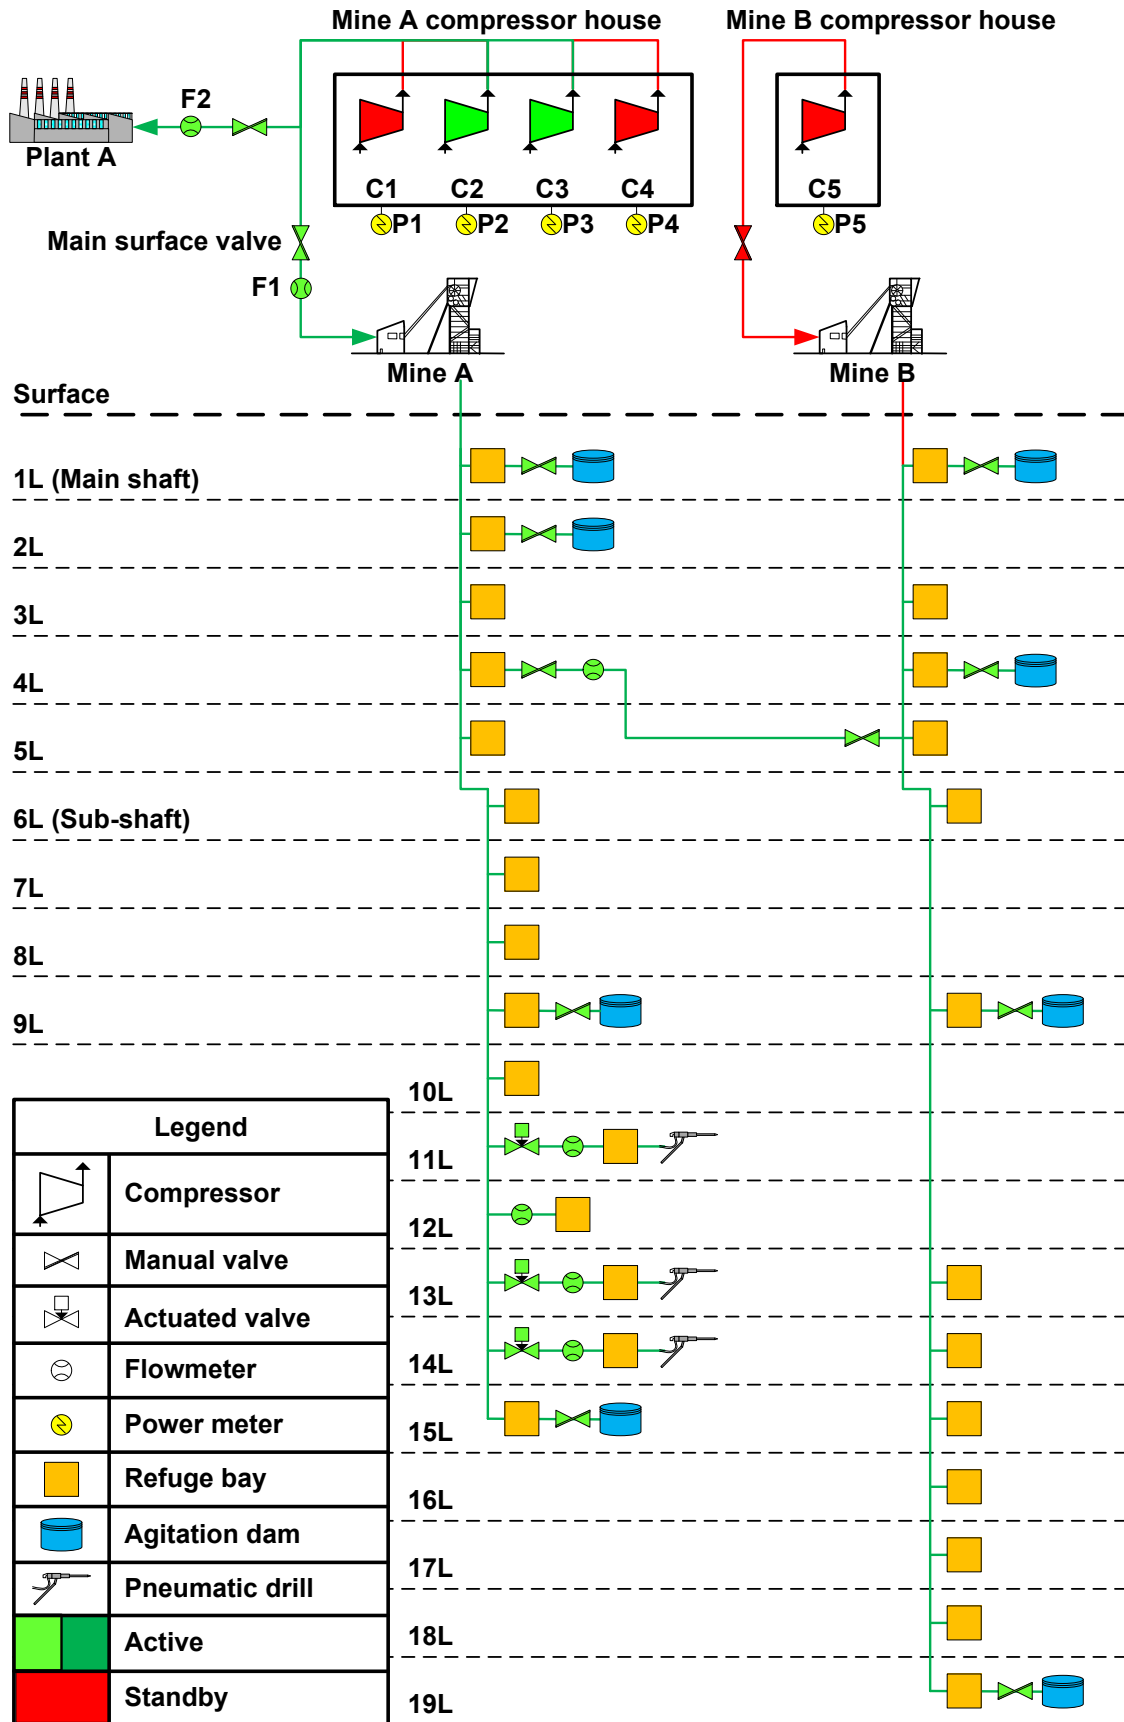 Mine A compressor house
Mine B compressor house
F2
Plant A
C1
C2
C3
C4
C5
P1
P2
P3
P4
P5
Main surface valve
F1
Mine A
Mine B
Surface
1L (Main shaft)
2L
3L
4L
5L
6L (Sub-shaft)
7L
8L
9L
10L
11L
12L
13L
14L
15L
16L
17L
18L
19L
Legend
Compressor
Manual valve
Actuated valve
Flowmeter
Power meter
Refuge bay
Agitation dam
Pneumatic drill
Active
Standby